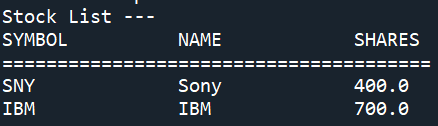 Stock List ---
SYMBOL NAME SHARES
=======================================
SNY Sony 400.0
IBM IBM 700.0